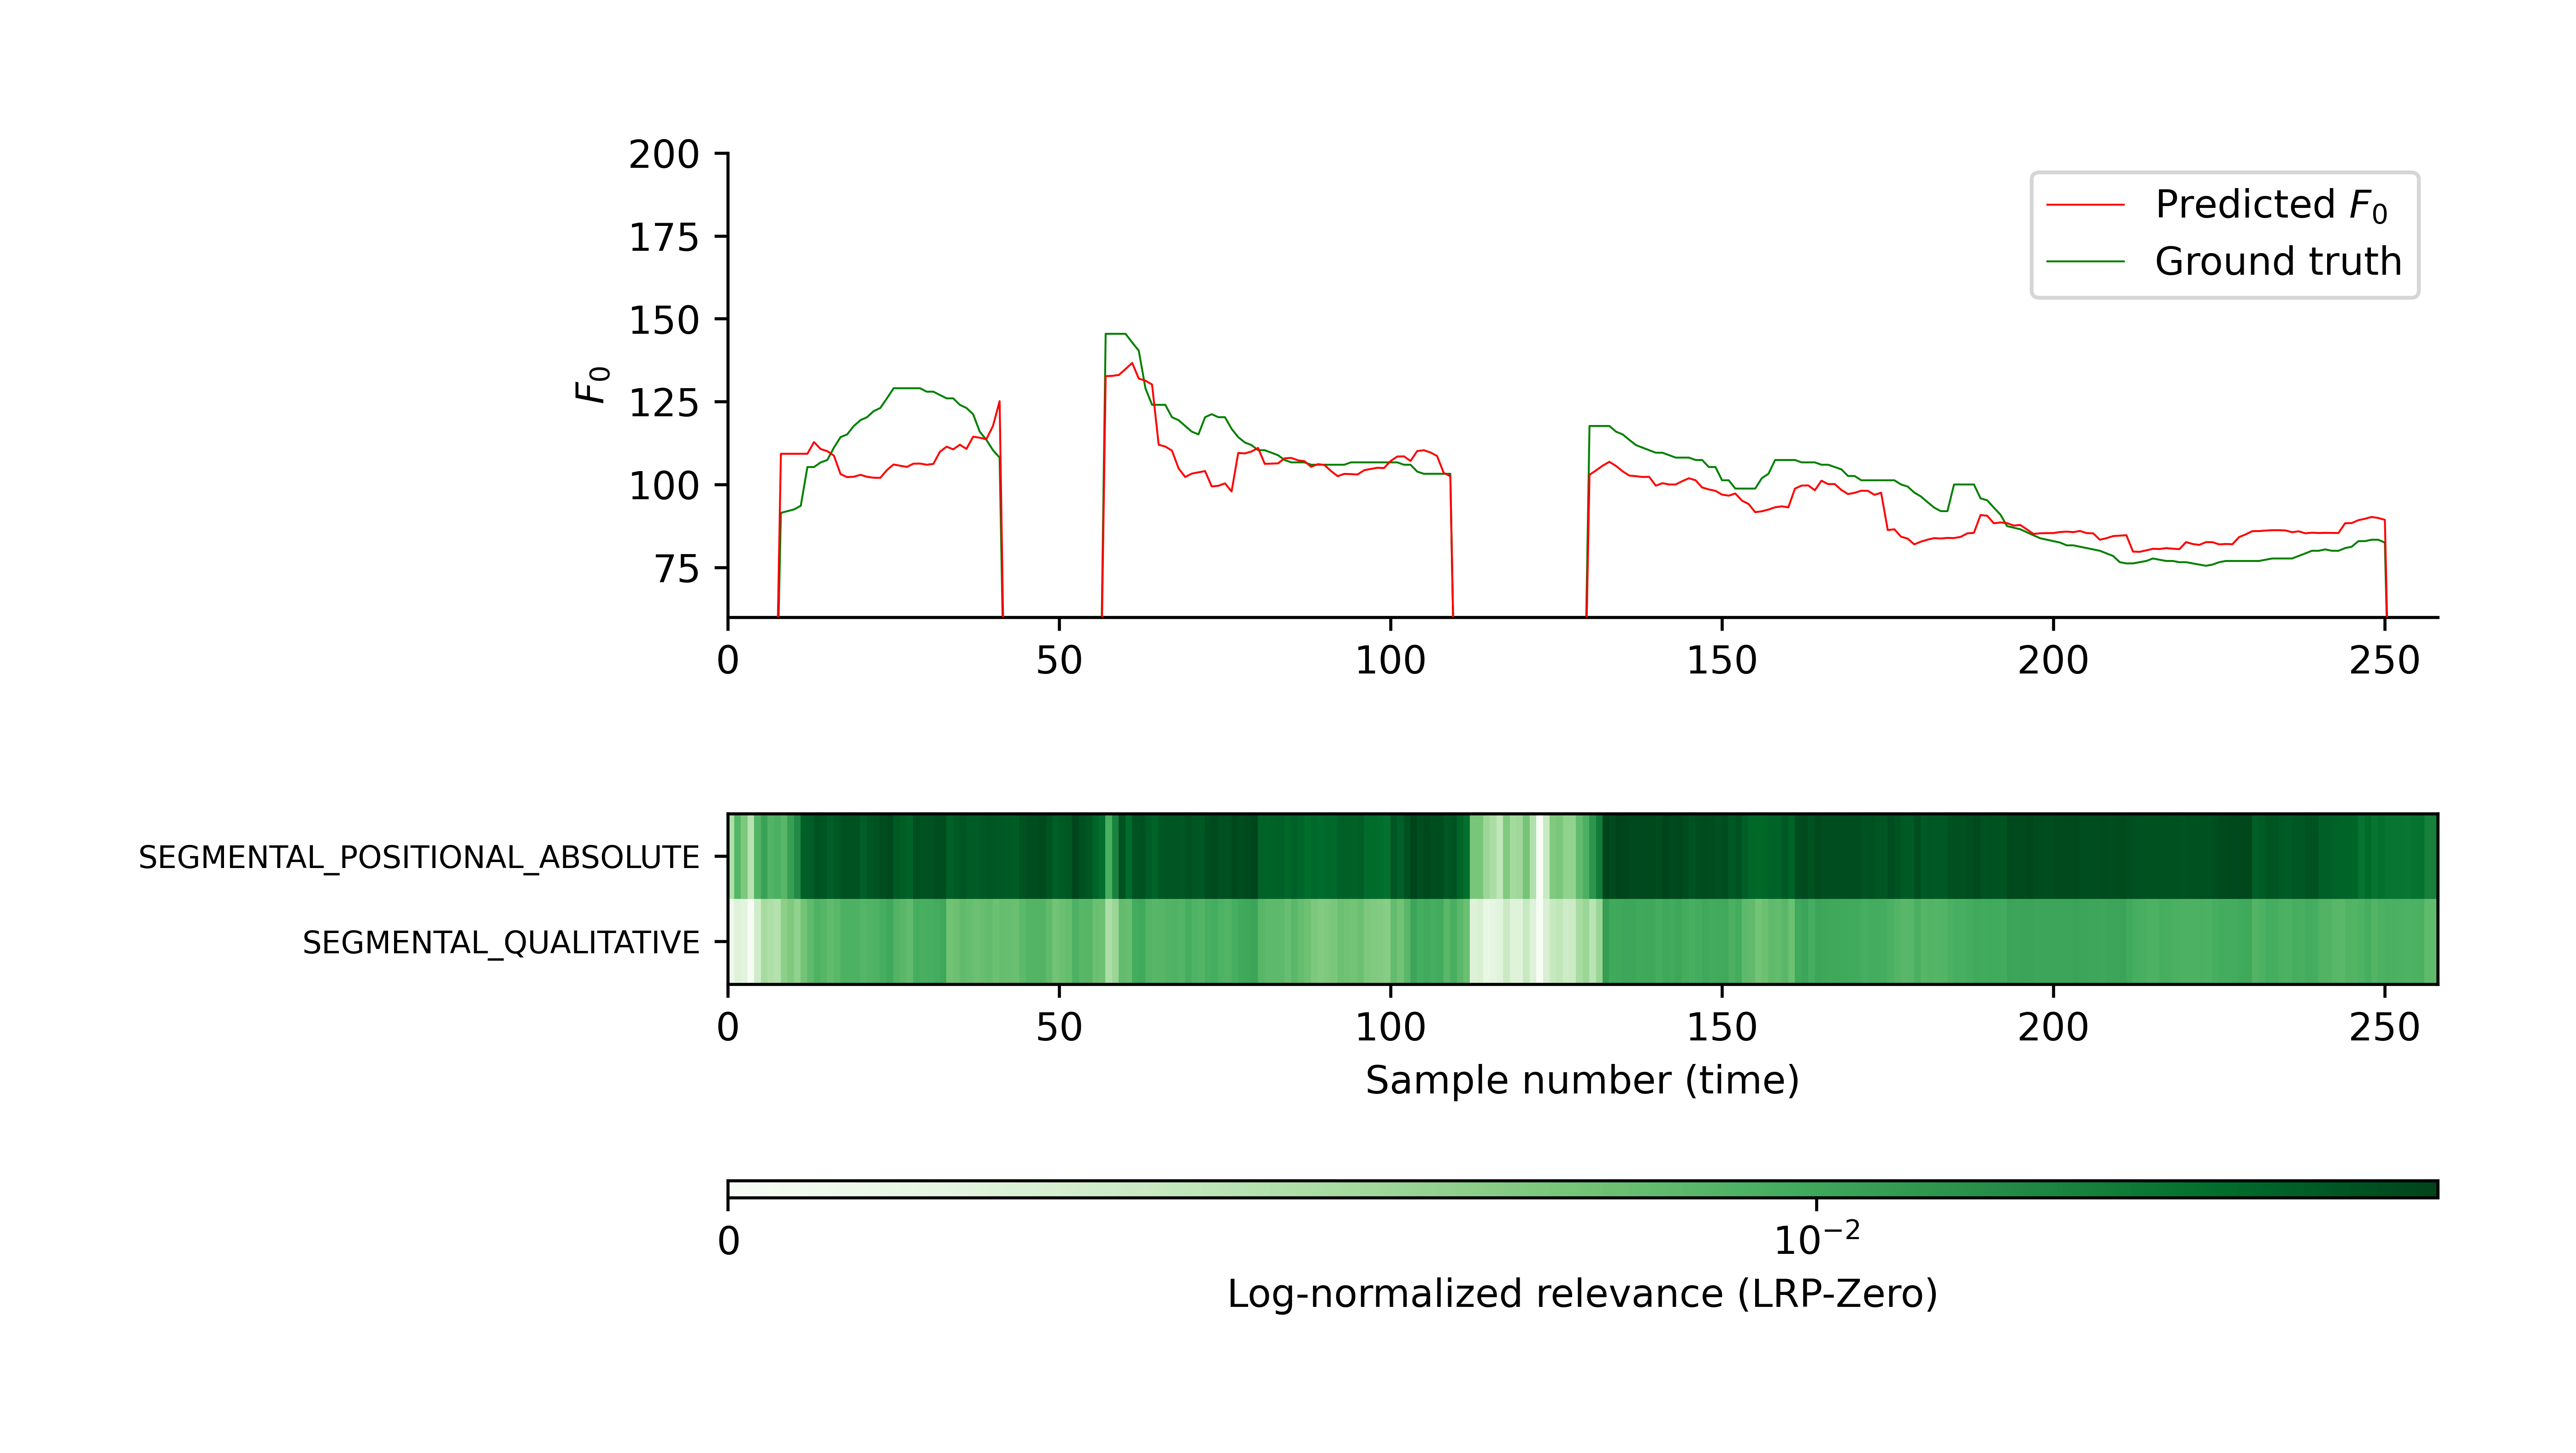 200
175
150
125
100
75
F₀
Predicted F₀
Ground truth
0 50 100 150 200 250
SEGMENTAL_POSITIONAL_ABSOLUTE
SEGMENTAL_QUALITATIVE
0 50 100 150 200 250
Sample number (time)
0 10⁻²
Log-normalized relevance (LRP-Zero)